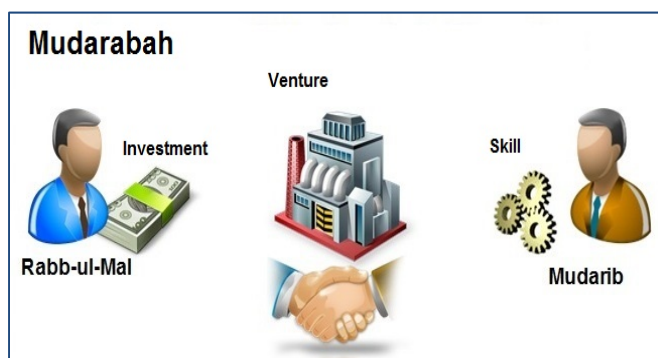 Mudarabah
Venture
Investment
Skill
Rabb-ul-Mal
Mudarib